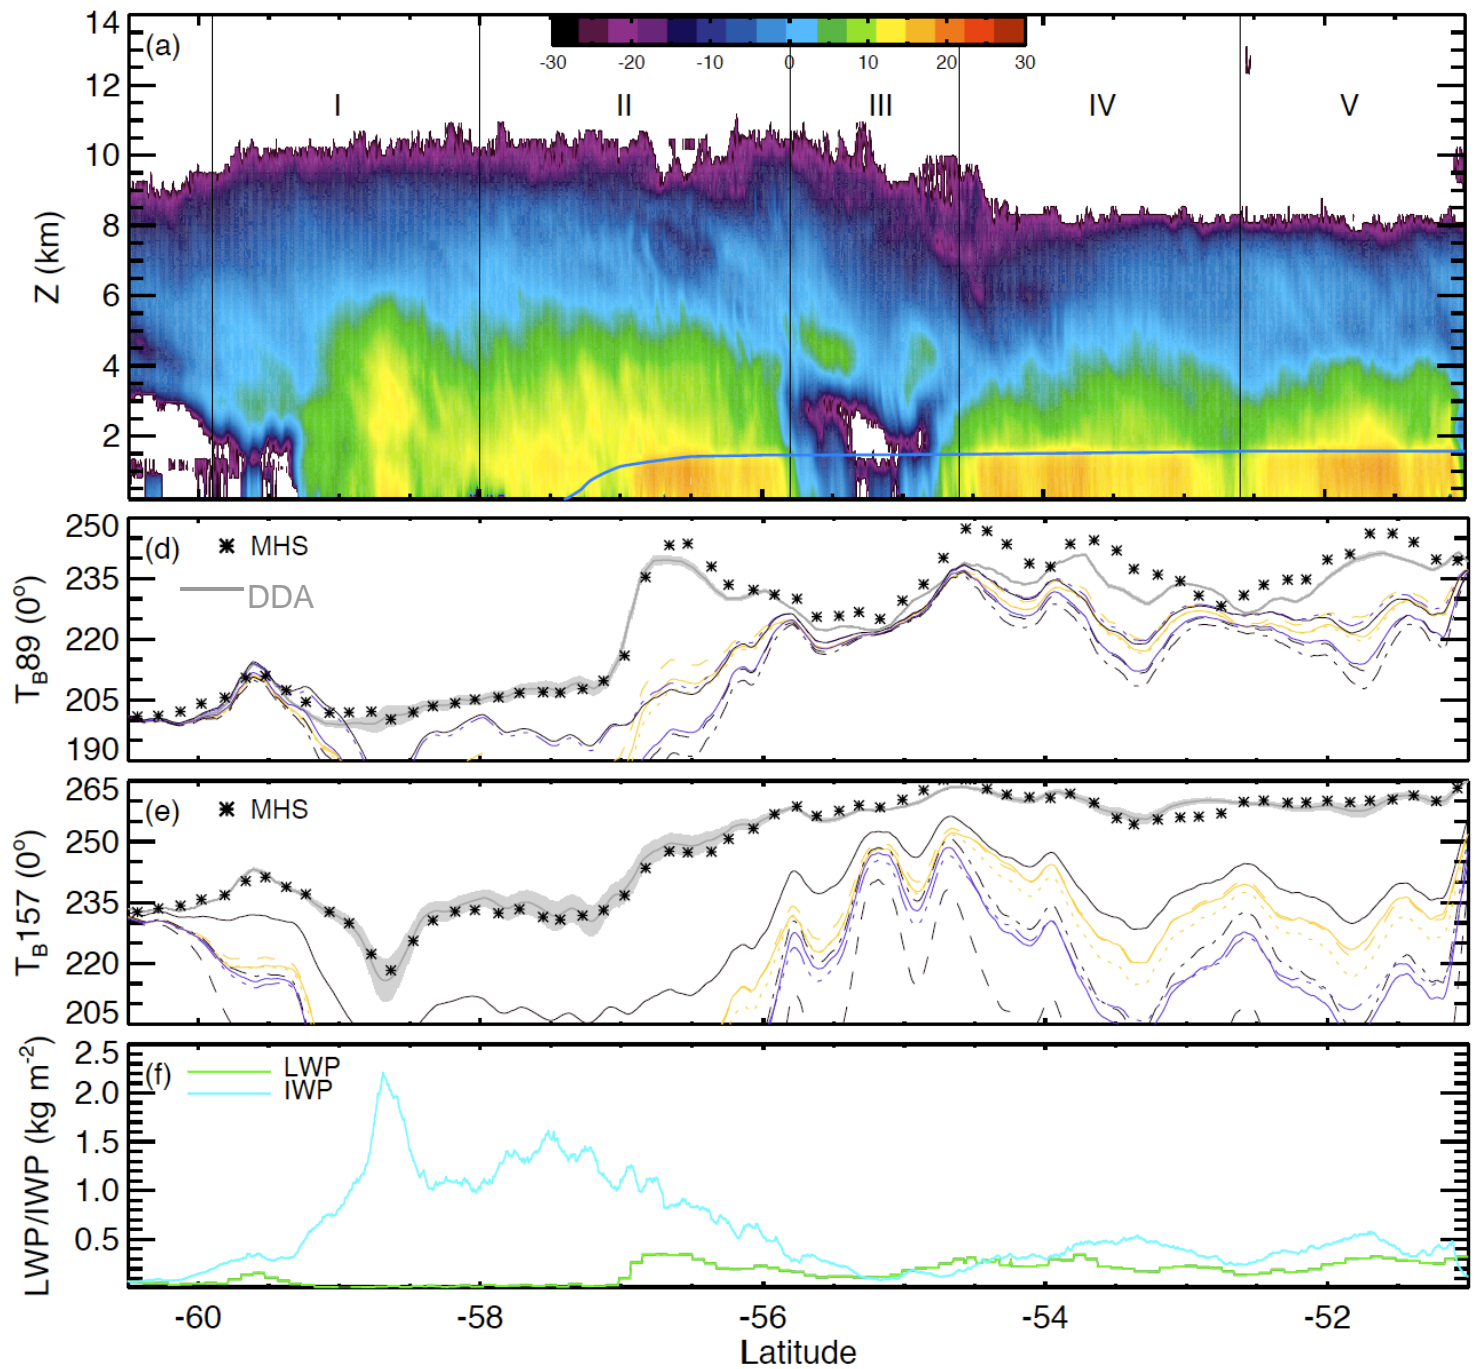 (a)
14
12
10
8
6
4
2
Z (km)
-30 -20 -10 0 10 20 30
I II III IV V
(d) MHS
DDA
250
235
220
205
190
T_B89 (0°)
(e) MHS
265
250
235
220
205
T_B157 (0°)
(f) LWP
IWP
2.5
2.0
1.5
1.0
0.5
LWP/IWP (kg m⁻²)
-60 -58 -56 -54 -52
Latitude